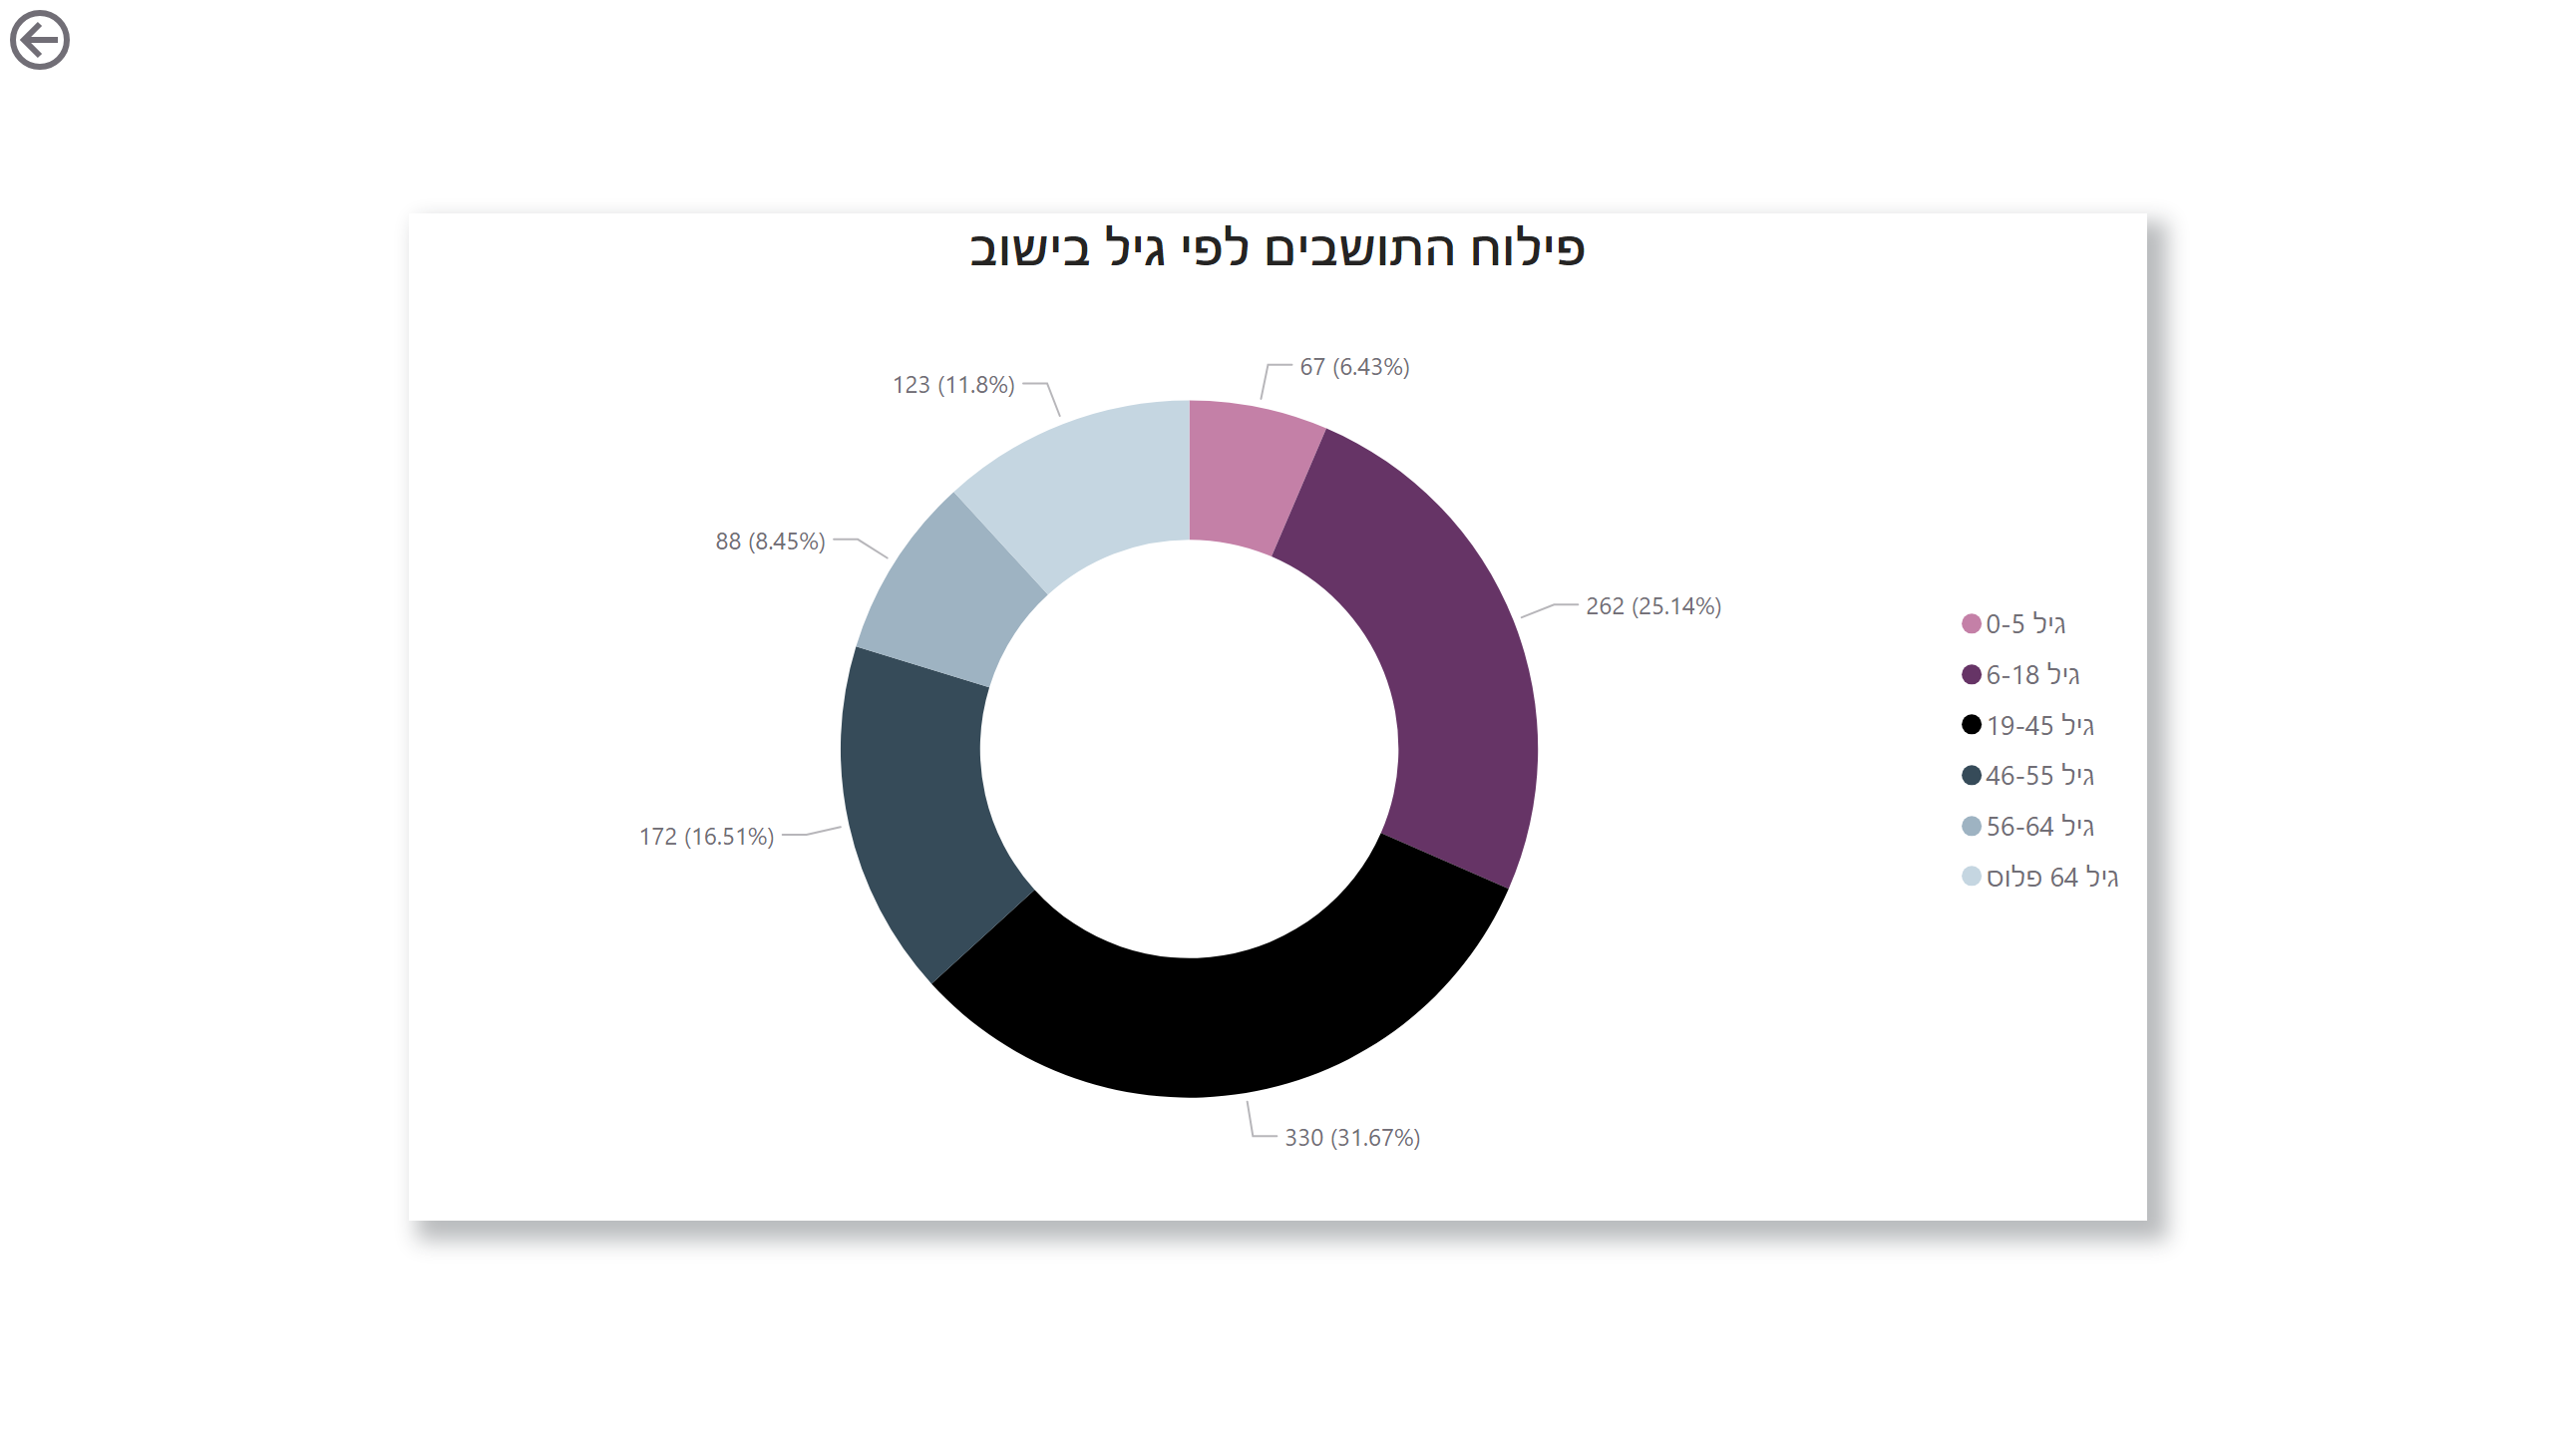 פילוח התושבים לפי גיל בישוב
67 (6.43%)
123 (11.8%)
88 (8.45%)
262 (25.14%)
172 (16.51%)
330 (31.67%)
גיל 0-5
גיל 6-18
גיל 19-45
גיל 46-55
גיל 56-64
גיל 64 פלוס